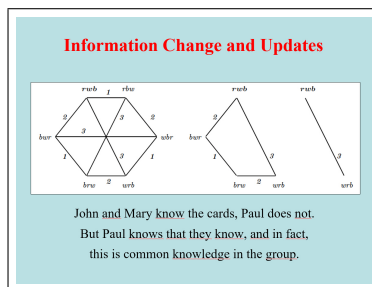 Information Change and Updates
rwb rbw rwb rwb
1
2 3 2 2
bwr 3 wbr bwr
1 3 1 1 3 3
brw 2 wrb brw 2 wrb wrb
John and Mary know the cards, Paul does not.
But Paul knows that they know, and in fact,
this is common knowledge in the group.